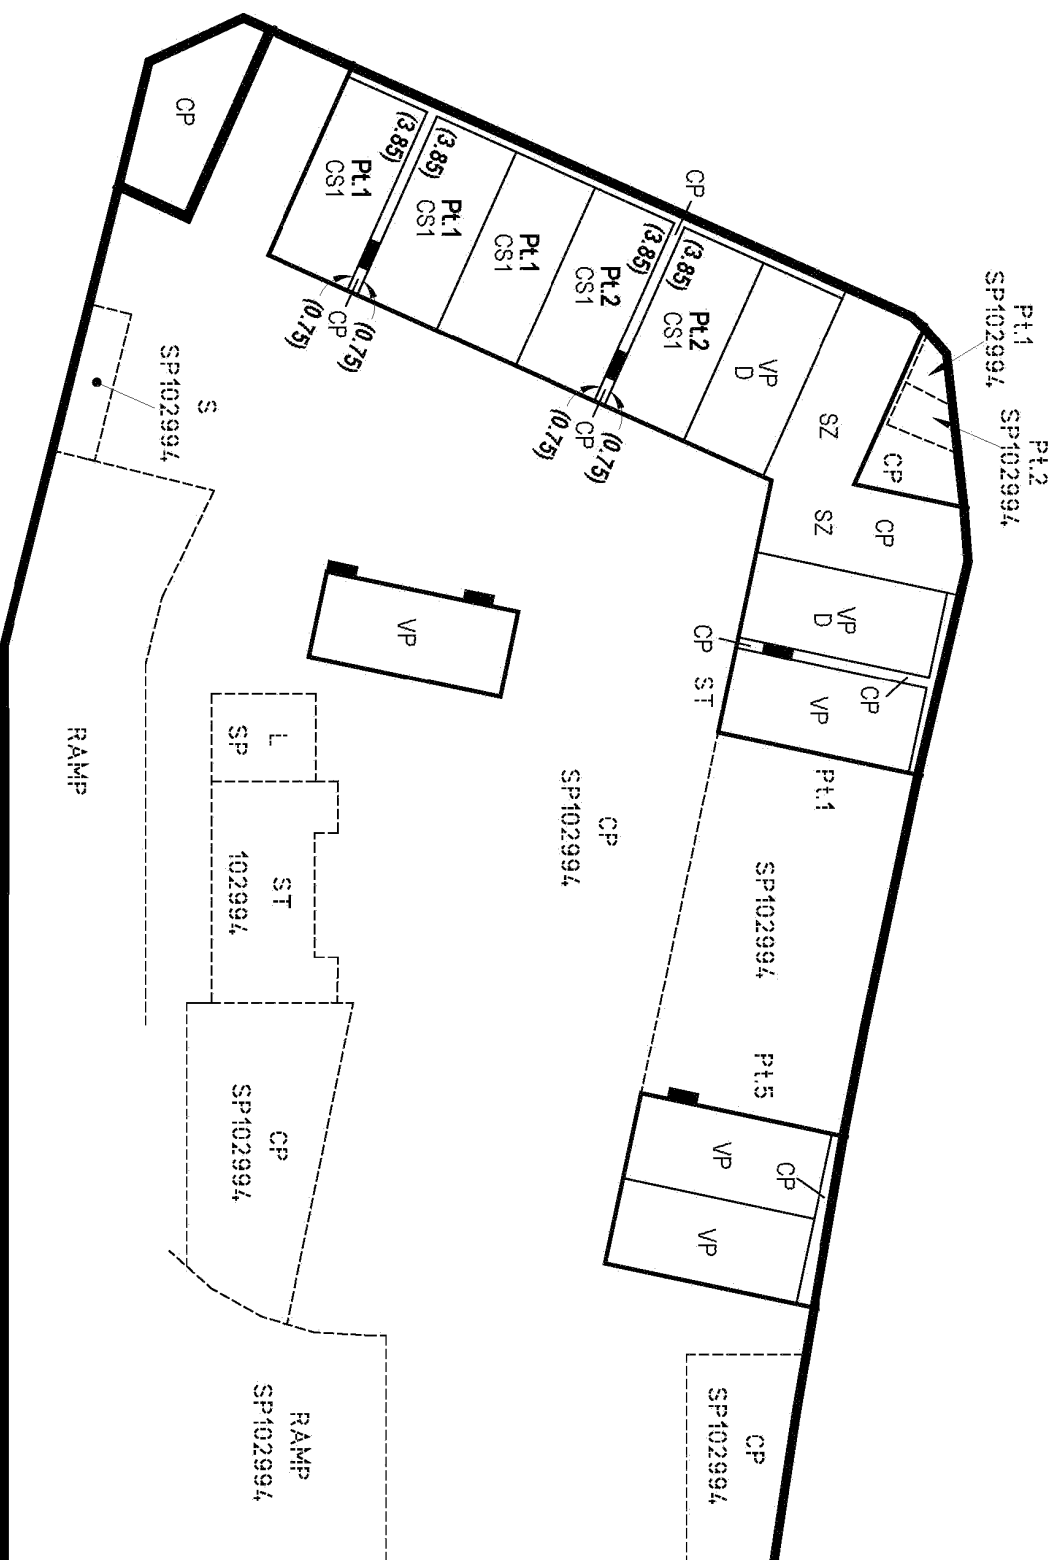 CP
(3.85)
Pt.1
CS1
(3.85)
Pt.1
CS1
Pt.1
CS1
(0.75)
CP
(0.75)
CP
(3.85)
Pt.2
CS1
(3.85)
Pt.2
CS1
(0.75)
CP
(0.75)
VP
D
SZ
Pt.1
SP102994
Pt.2
SP102994
CP
SZ
CP
S
SP102994
VP
D
CP
ST
CP
VP
VP
RAMP
L
SP
ST
102994
CP
SP102994
Pt.1
SP102994
Pt.5
VP
CP
VP
CP
SP102994
RAMP
SP102994
CP
SP102994